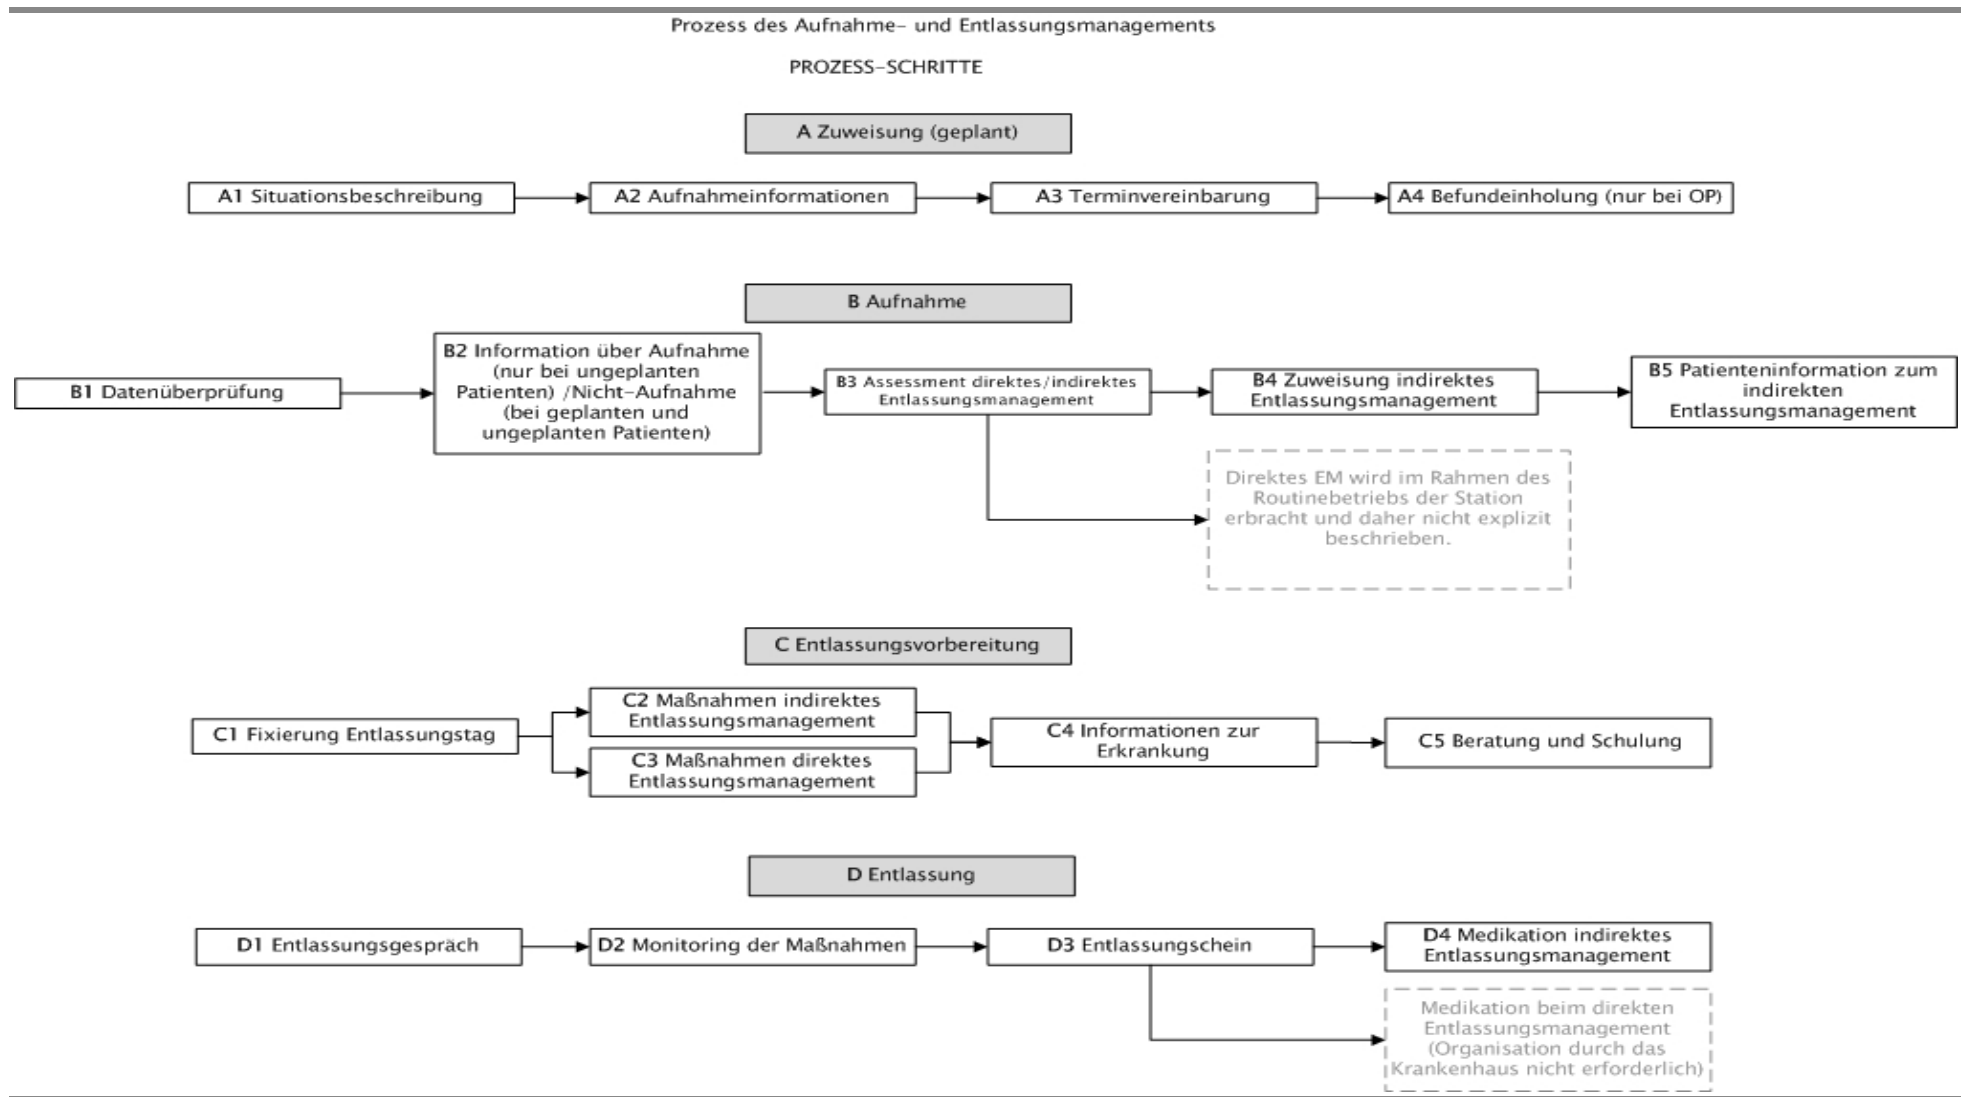 Prozess des Aufnahme- und Entlassungsmanagements
PROZESS-SCHRITTE
A Zuweisung (geplant)
A1 Situationsbeschreibung
A2 Aufnahmeinformationen
A3 Terminvereinbarung
A4 Befundeinholung (nur bei OP)
B Aufnahme
B1 Datenüberprüfung
B2 Information über Aufnahme
(nur bei ungeplanten
Patienten) /Nicht-Aufnahme
(bei geplanten und
ungeplanten Patienten)
B3 Assessment direktes/indirektes
Entlassungsmanagement
B4 Zuweisung indirektes
Entlassungsmanagement
B5 Patienteninformation zum
indirekten
Entlassungsmanagement
Direktes EM wird im Rahmen des
Routinebetriebs der Station
erbracht und daher nicht explizit
beschrieben.
C Entlassungsvorbereitung
C1 Fixierung Entlassungstag
C2 Maßnahmen indirektes
Entlassungsmanagement
C3 Maßnahmen direktes
Entlassungsmanagement
C4 Informationen zur
Erkrankung
C5 Beratung und Schulung
D Entlassung
D1 Entlassungsgespräch
D2 Monitoring der Maßnahmen
D3 Entlassungschein
D4 Medikation indirektes
Entlassungsmanagement
Medikation beim direkten
Entlassungsmanagement
(Organisation durch das
Krankenhaus nicht erforderlich)